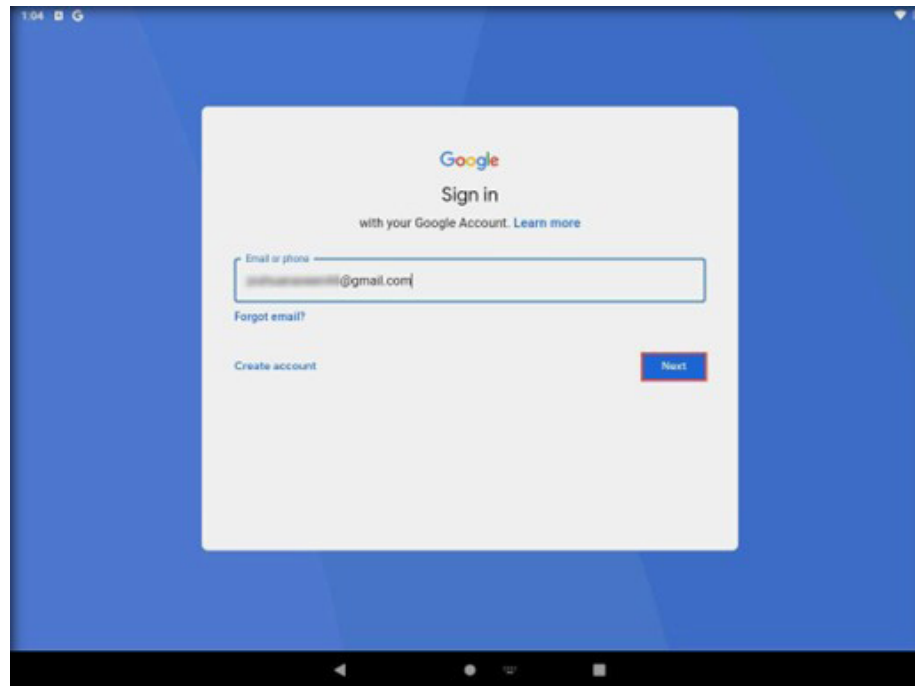 1:04 G
Google
Sign in
with your Google Account. Learn more
Email or phone
@gmail.com
Forgot email?
Create account
Next